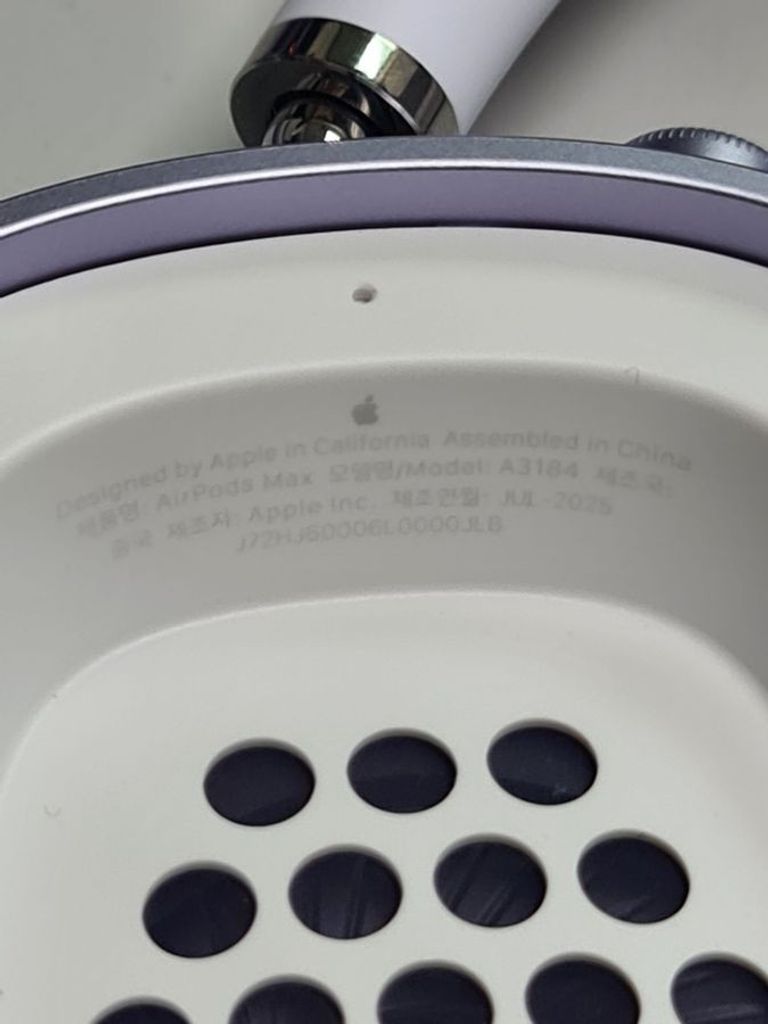 Designed by Apple in California Assembled in China
제품명: AirPods Max 모델명/Model: A3184 제조국:
중국 제조자: Apple Inc. 제조연월: JUL-2025